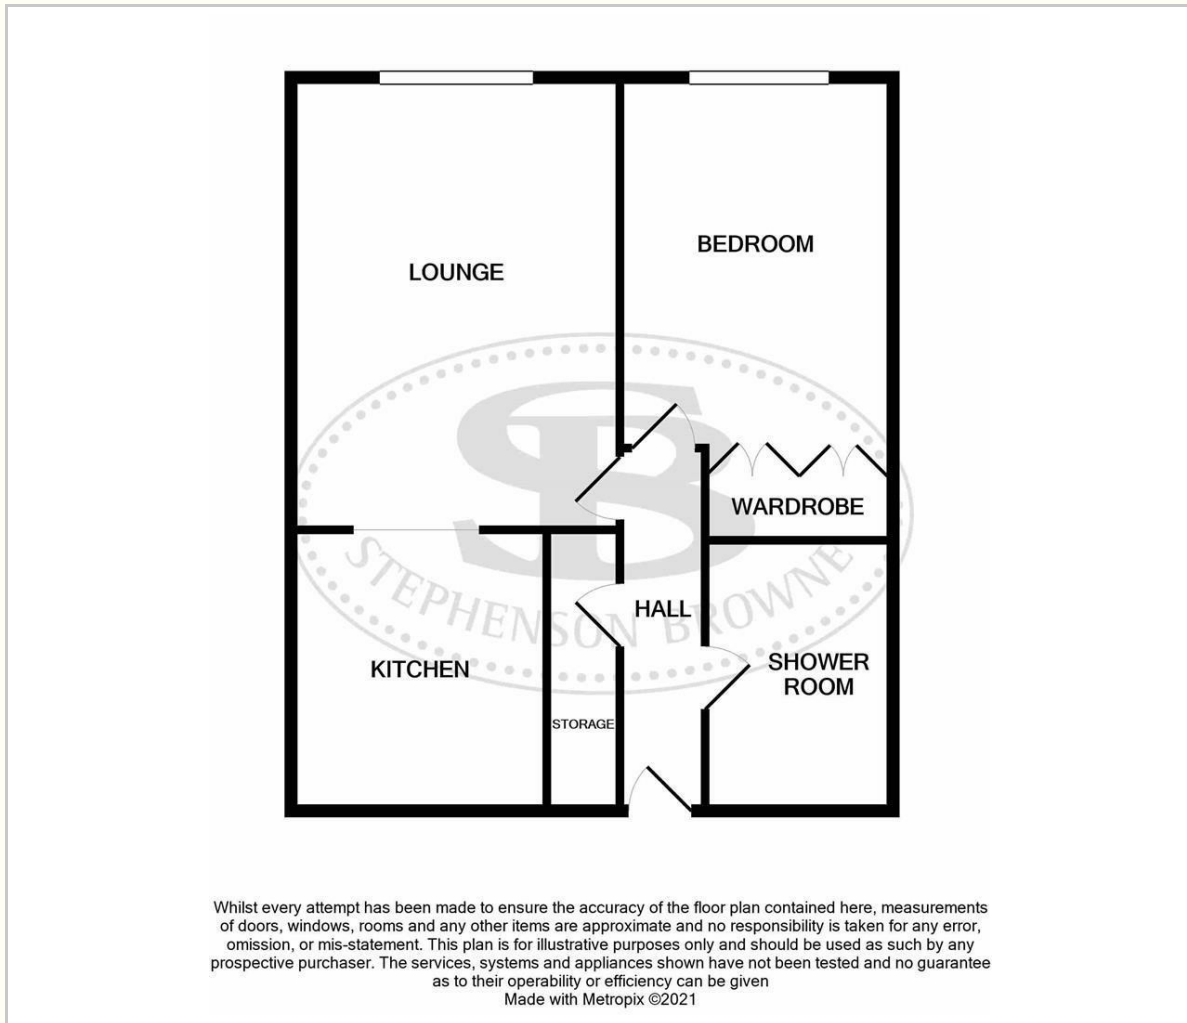 BEDROOM
LOUNGE
WARDROBE
HALL
KITCHEN
SHOWER
ROOM
STORAGE
SB
STEPHENSON BROWNE
Whilst every attempt has been made to ensure the accuracy of the floor plan contained here, measurements
of doors, windows, rooms and any other items are approximate and no responsibility is taken for any error,
omission, or mis-statement. This plan is for illustrative purposes only and should be used as such by any
prospective purchaser. The services, systems and appliances shown have not been tested and no guarantee
as to their operability or efficiency can be given
Made with Metropix ©2021